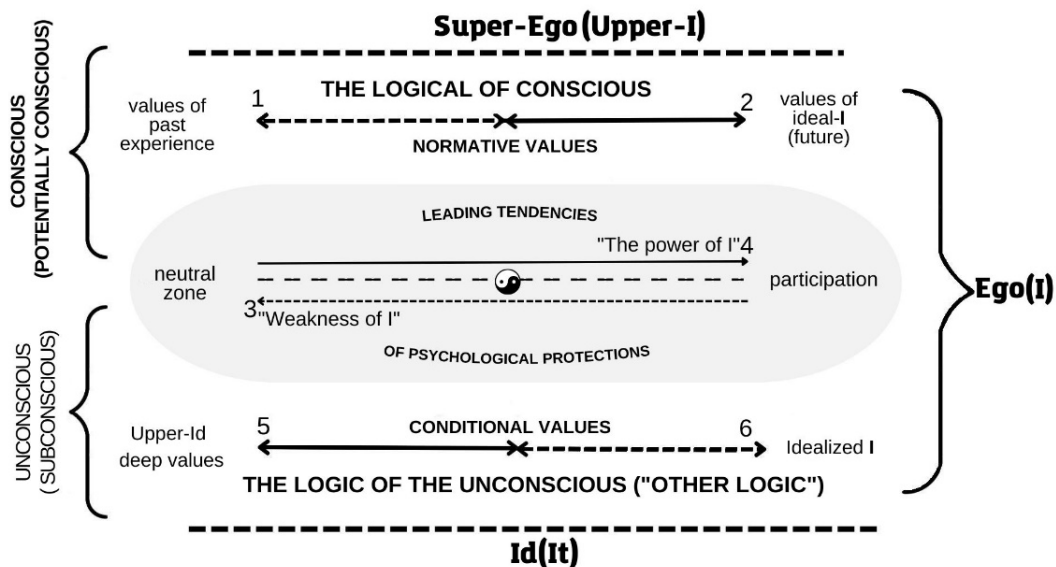 Super-Ego (Upper-I)
CONSCIOUS
(POTENTIALLY CONSCIOUS)
THE LOGICAL OF CONSCIOUS
values of
past
experience
1
2
values of
ideal-I
(future)
NORMATIVE VALUES
LEADING TENDENCIES
"The power of I"
4
neutral
zone
participation
3
"Weakness of I"
OF PSYCHOLOGICAL PROTECTIONS
Ego(I)
UNCONSCIOUS
( SUBCONSCIOUS)
Upper-Id
deep values
5
CONDITIONAL VALUES
6
Idealized I
THE LOGIC OF THE UNCONSCIOUS ("OTHER LOGIC")
Id(It)